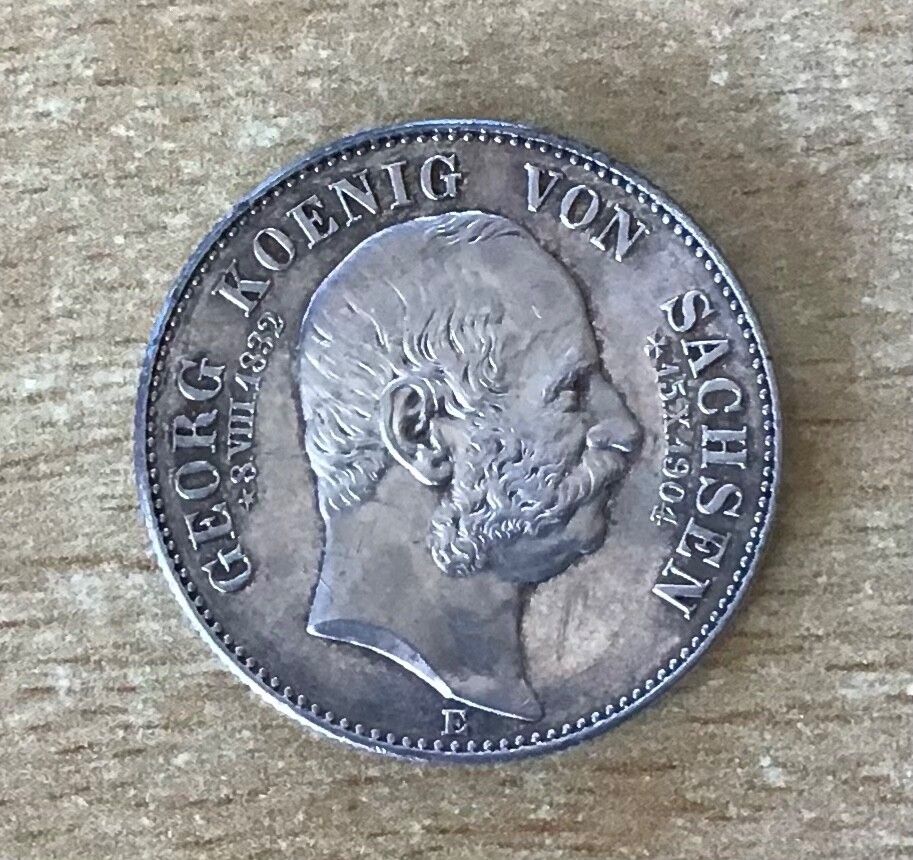 GEORG KOENIG VON SACHSEN
*8 VIII.1832
*15.X.1904
E